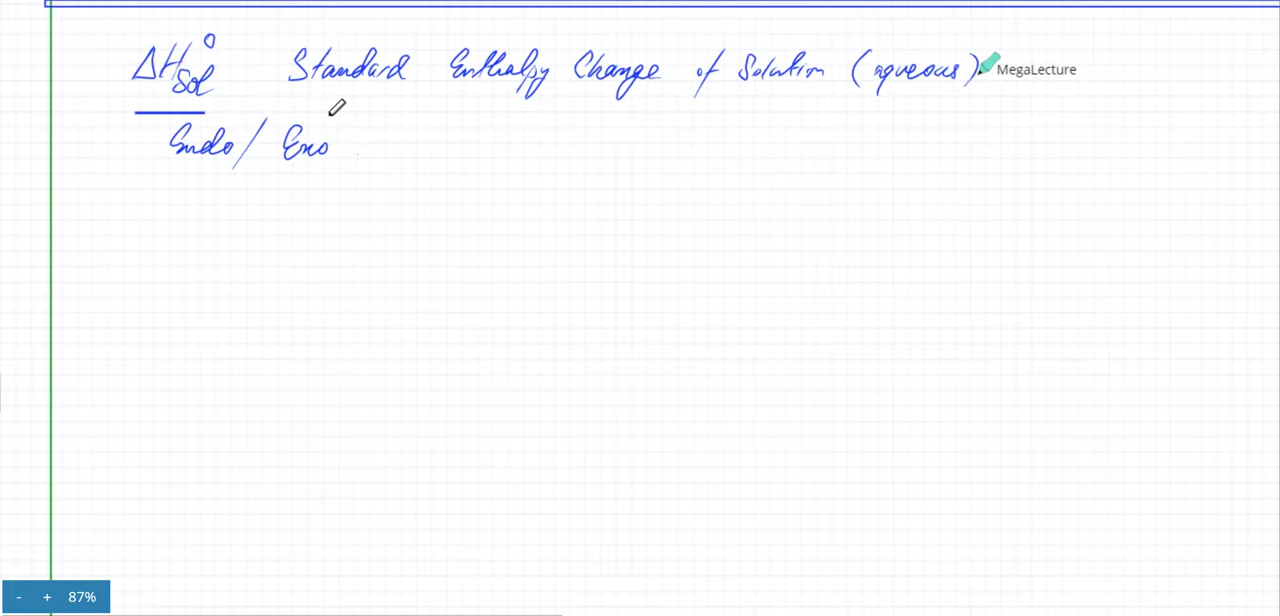 ΔH°sol Standard Enthalpy Change of Solution (aqueous) MegaLecture
Endo/ Exo
- + 87%